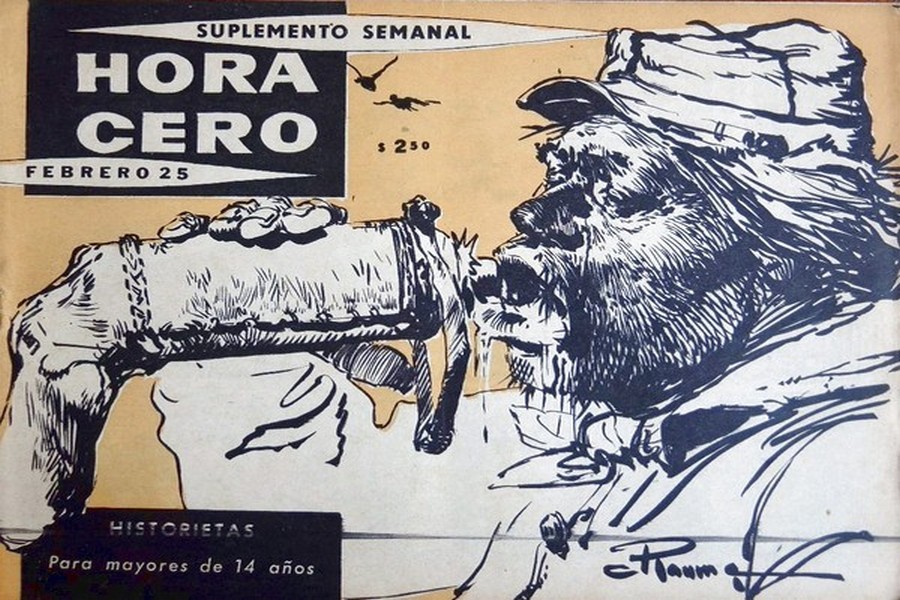 SUPLEMENTO SEMANAL
HORA
CERO
$ 2 50
FEBRERO 25
HISTORIETAS
Para mayores de 14 años